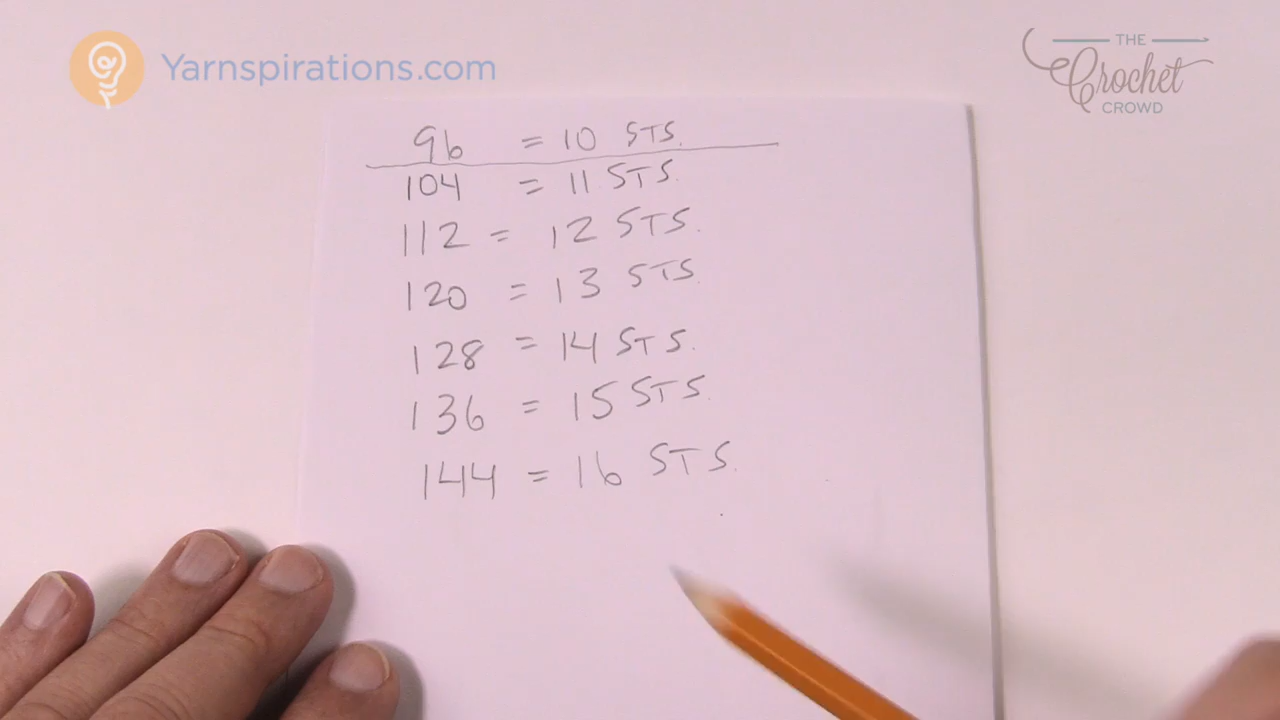 Yarnspirations.com
THE
Crochet
CROWD
96 = 10 STS.
104 = 11 STS.
112 = 12 STS.
120 = 13 STS.
128 = 14 STS.
136 = 15 STS.
144 = 16 STS.